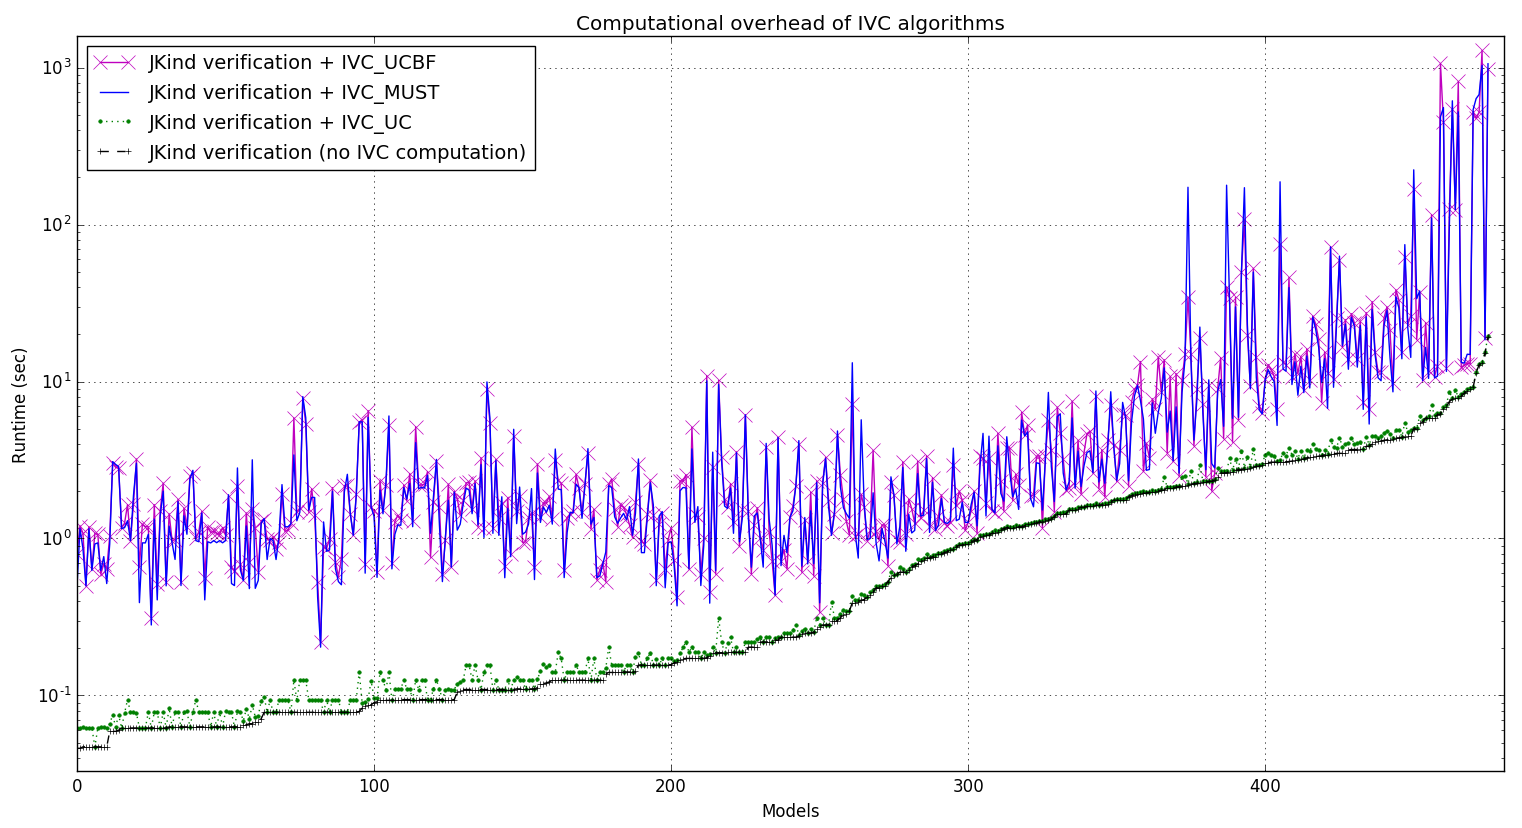 Computational overhead of IVC algorithms
JKind verification + IVC_UCBF
JKind verification + IVC_MUST
JKind verification + IVC_UC
JKind verification (no IVC computation)
Runtime (sec)
10³
10²
10¹
10⁰
10⁻¹
0 100 200 300 400
Models